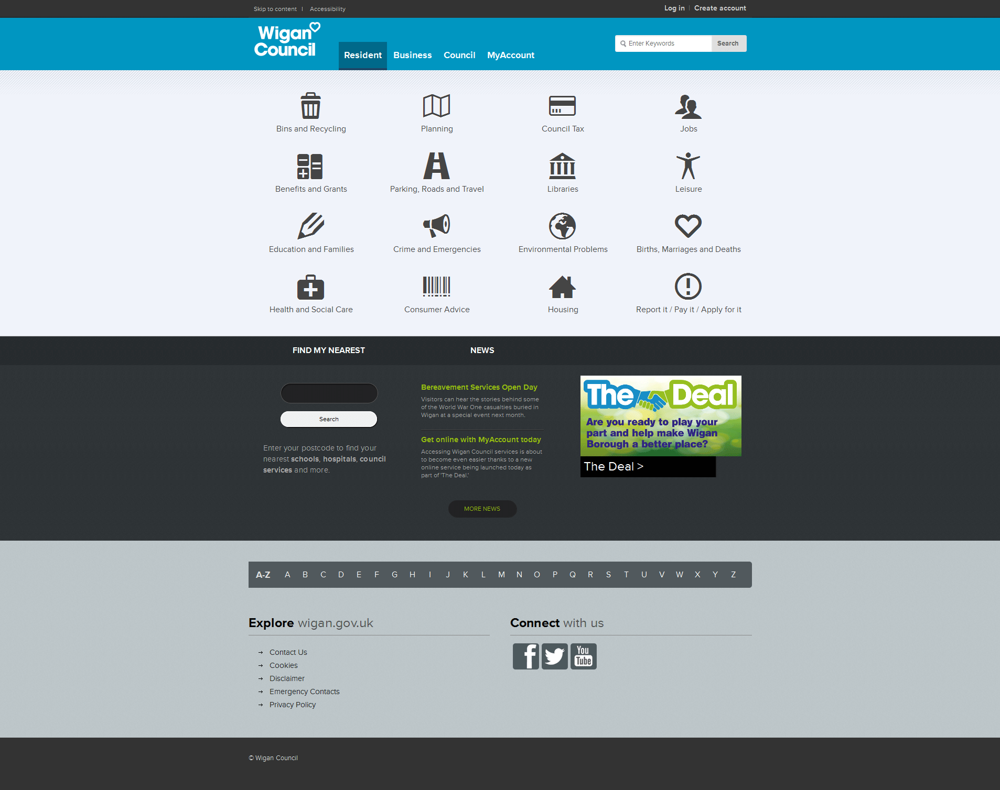 Skip to content | Accessibility
Log in | Create account
Wigan
Council
Resident Business Council MyAccount
Enter Keywords Search
Bins and Recycling Planning Council Tax Jobs
Benefits and Grants Parking, Roads and Travel Libraries Leisure
Education and Families Crime and Emergencies Environmental Problems Births, Marriages and Deaths
Health and Social Care Consumer Advice Housing Report it / Pay it / Apply for it
FIND MY NEAREST
Search
Enter your postcode to find your
nearest schools, hospitals, council
services and more.
NEWS
Bereavement Services Open Day
Visitors can hear the stories behind some
of the World War One casualties buried in
Wigan at a special event next month.
Get online with MyAccount today
Accessing Wigan Council services is about
to become even easier thanks to a new
online service being launched today as
part of 'The Deal.'
MORE NEWS
The Deal
Are you ready to play your
part and help make Wigan
Borough a better place?
The Deal >
A-Z A B C D E F G H I J K L M N O P Q R S T U V W X Y Z
Explore wigan.gov.uk
Contact Us
Cookies
Disclaimer
Emergency Contacts
Privacy Policy
Connect with us
f
You
Tube
© Wigan Council